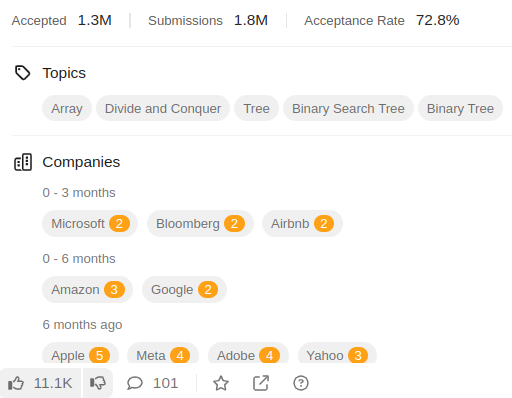 Accepted 1.3M Submissions 1.8M Acceptance Rate 72.8%
Topics
Array Divide and Conquer Tree Binary Search Tree Binary Tree
Companies
0 - 3 months
Microsoft 2 Bloomberg 2 Airbnb 2
0 - 6 months
Amazon 3 Google 2
6 months ago
Apple 5 Meta 4 Adobe 4 Yahoo 3
11.1K 101